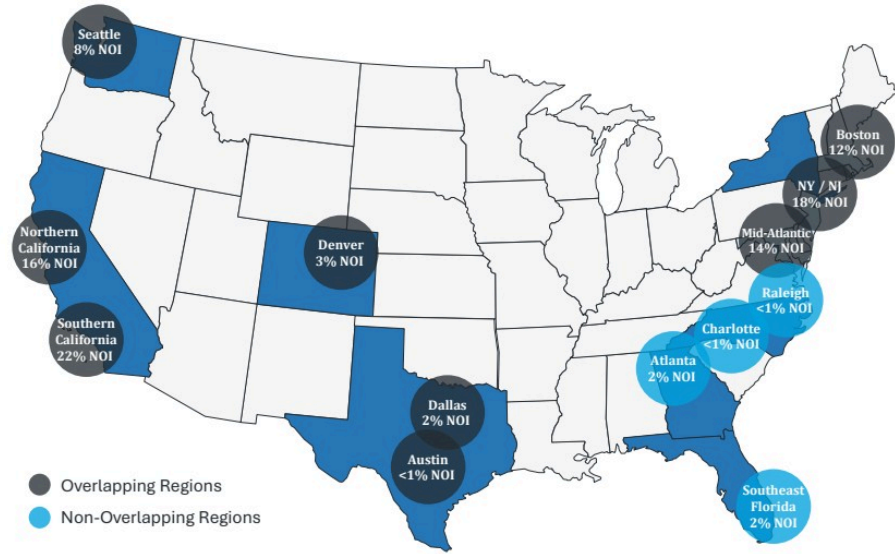 Seattle
8% NOI
Boston
12% NOI
NY / NJ
18% NOI
Northern
California
16% NOI
Denver
3% NOI
Mid-Atlantic
14% NOI
Raleigh
<1% NOI
Southern
California
22% NOI
Charlotte
<1% NOI
Atlanta
2% NOI
Dallas
2% NOI
Austin
<1% NOI
Overlapping Regions
Non-Overlapping Regions
Southeast
Florida
2% NOI